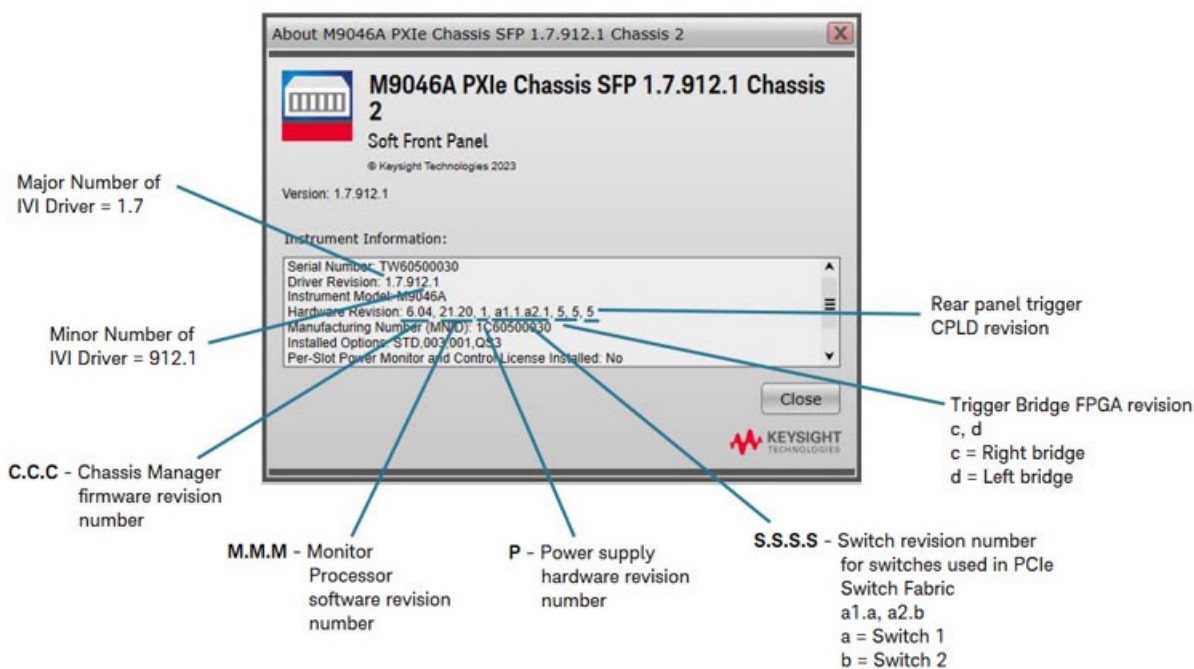 About M9046A PXIe Chassis SFP 1.7.912.1 Chassis 2
M9046A PXIe Chassis SFP 1.7.912.1 Chassis
2
Soft Front Panel
© Keysight Technologies 2023
Version: 1.7.912.1
Instrument Information:
Serial Number: TW60500030
Driver Revision: 1.7.912.1
Instrument Model: M9046A
Hardware Revision: 6.04, 21.20, 1, a1.1.a2.1, 5, 5, 5
Manufacturing Number (MNID): 1C60500030
Installed Options: STD,003,001,QS3
Per-Slot Power Monitor and Control License Installed: No
Close
KEYSIGHT
TECHNOLOGIES
Major Number of
IVI Driver = 1.7
Minor Number of
IVI Driver = 912.1
C.C.C - Chassis Manager
firmware revision
number
M.M.M - Monitor
Processor
software revision
number
P - Power supply
hardware revision
number
S.S.S.S - Switch revision number
for switches used in PCIe
Switch Fabric
a1.a, a2.b
a = Switch 1
b = Switch 2
Trigger Bridge FPGA revision
c, d
c = Right bridge
d = Left bridge
Rear panel trigger
CPLD revision